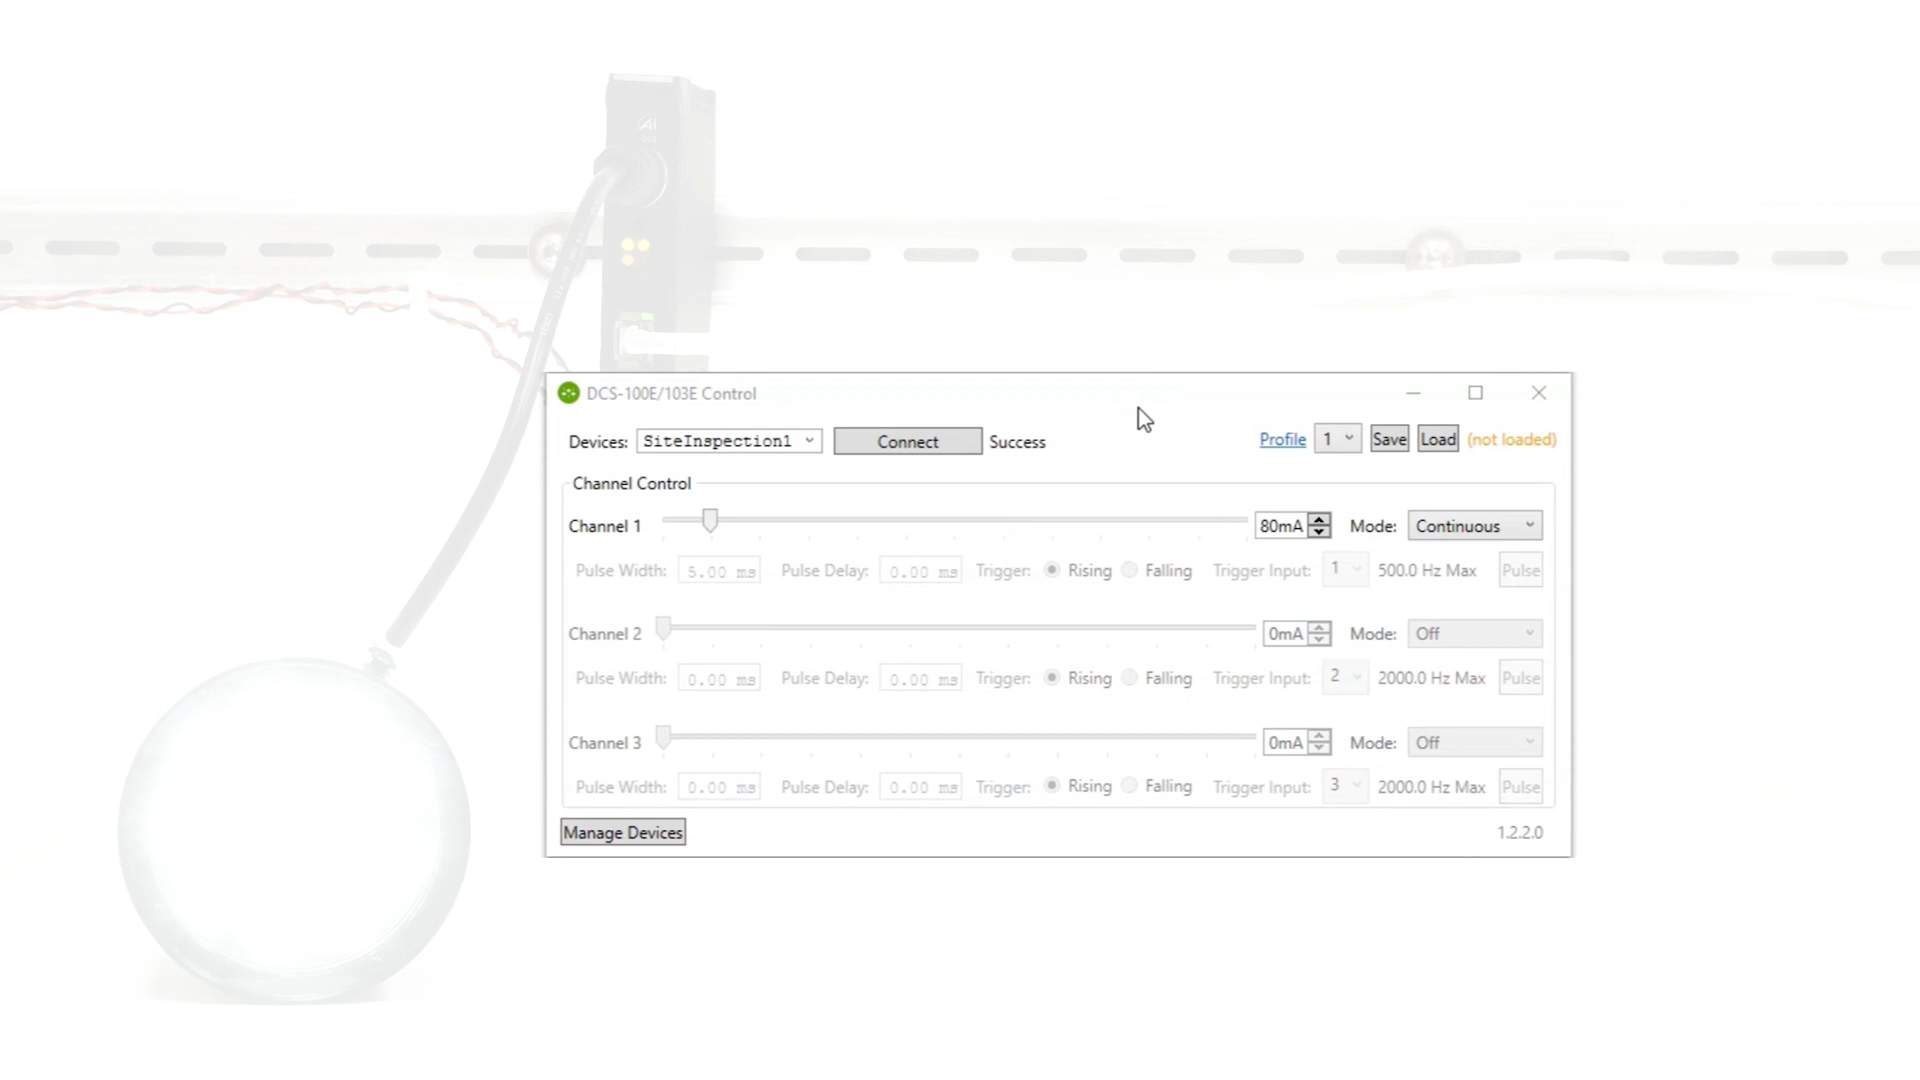 Ai
DCS-100E/103E Control
Devices: SiteInspection1 Connect Success Profile 1 Save Load (not loaded)
Channel Control
Channel 1 80mA Mode: Continuous
Pulse Width: 5.00 ms Pulse Delay: 0.00 ms Trigger: Rising Falling Trigger Input: 1 500.0 Hz Max Pulse
Channel 2 0mA Mode: Off
Pulse Width: 0.00 ms Pulse Delay: 0.00 ms Trigger: Rising Falling Trigger Input: 2 2000.0 Hz Max Pulse
Channel 3 0mA Mode: Off
Pulse Width: 0.00 ms Pulse Delay: 0.00 ms Trigger: Rising Falling Trigger Input: 3 2000.0 Hz Max Pulse
Manage Devices 1.2.2.0